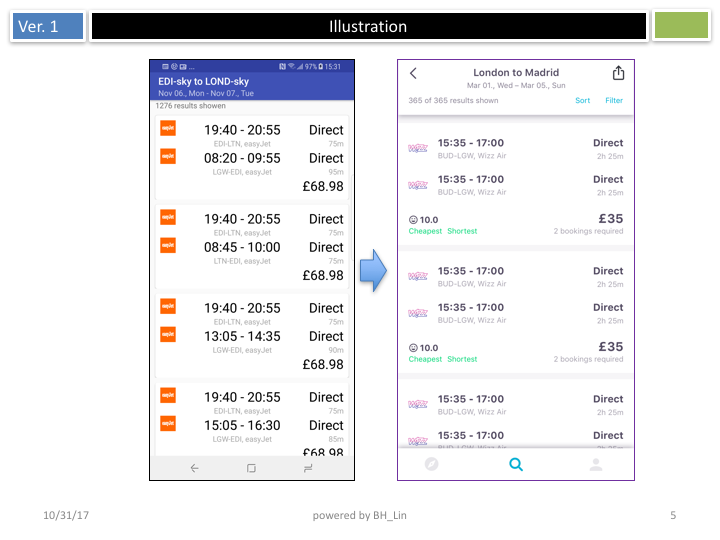 Ver. 1
Illustration
... 97% 15:31
EDI-sky to LOND-sky
Nov 06., Mon - Nov 07., Tue
1276 results showen
easyJet 19:40 - 20:55 Direct
EDI-LTN, easyJet 75m
easyJet 08:20 - 09:55 Direct
LGW-EDI, easyJet 95m
£68.98
easyJet 19:40 - 20:55 Direct
EDI-LTN, easyJet 75m
easyJet 08:45 - 10:00 Direct
LTN-EDI, easyJet 75m
£68.98
easyJet 19:40 - 20:55 Direct
EDI-LTN, easyJet 75m
easyJet 13:05 - 14:35 Direct
LGW-EDI, easyJet 90m
£68.98
easyJet 19:40 - 20:55 Direct
EDI-LTN, easyJet 75m
easyJet 15:05 - 16:30 Direct
LGW-EDI, easyJet 85m
£68.98
London to Madrid
Mar 01., Wed – Mar 05., Sun
365 of 365 results shown Sort Filter
WIZZ 15:35 - 17:00 Direct
BUD-LGW, Wizz Air 2h 25m
WIZZ 15:35 - 17:00 Direct
BUD-LGW, Wizz Air 2h 25m
10.0 £35
Cheapest Shortest 2 bookings required
WIZZ 15:35 - 17:00 Direct
BUD-LGW, Wizz Air 2h 25m
WIZZ 15:35 - 17:00 Direct
BUD-LGW, Wizz Air 2h 25m
10.0 £35
Cheapest Shortest 2 bookings required
WIZZ 15:35 - 17:00 Direct
BUD-LGW, Wizz Air 2h 25m
WIZZ 15:35 - 17:00 Direct
BUD-LGW, Wizz Air 2h 25m
10/31/17 powered by BH_Lin 5